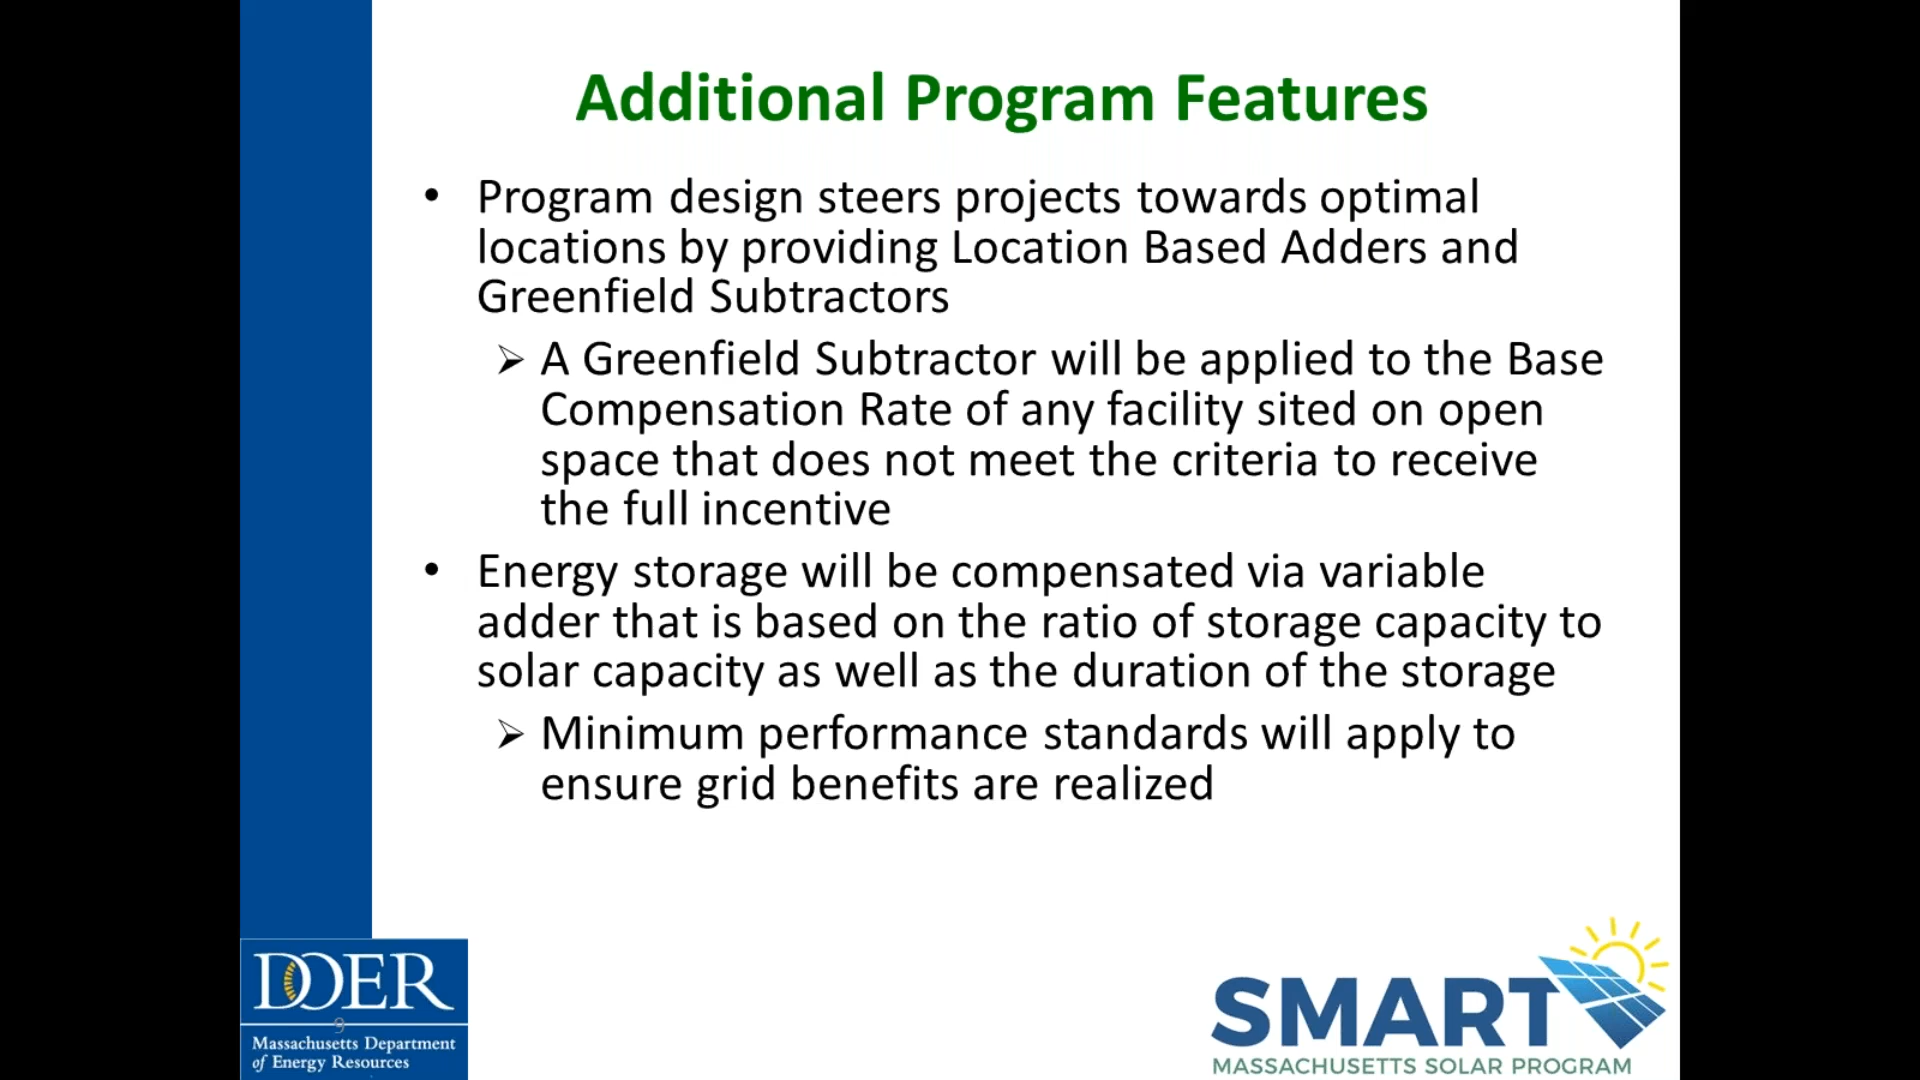 Additional Program Features
• Program design steers projects towards optimal
locations by providing Location Based Adders and
Greenfield Subtractors
➢ A Greenfield Subtractor will be applied to the Base
Compensation Rate of any facility sited on open
space that does not meet the criteria to receive
the full incentive
• Energy storage will be compensated via variable
adder that is based on the ratio of storage capacity to
solar capacity as well as the duration of the storage
➢ Minimum performance standards will apply to
ensure grid benefits are realized
DOER
9
Massachusetts Department
of Energy Resources
SMART
MASSACHUSETTS SOLAR PROGRAM